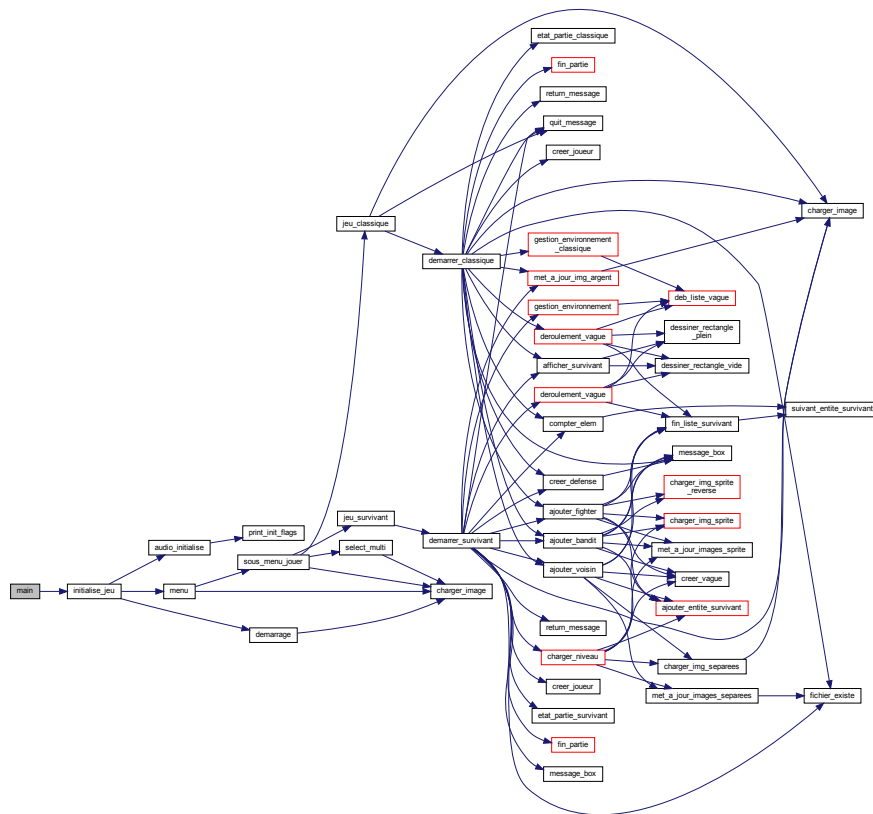 etat_partie_classique
fin_partie
return_message
quit_message
creer_joueur
charger_image
jeu_classique
gestion_environnement
_classique
demarrer_classique
met_a_jour_img_argent
deb_liste_vague
gestion_environnement
dessiner_rectangle
_plein
deroulement_vague
afficher_survivant
dessiner_rectangle_vide
deroulement_vague
suivant_entite_survivant
compter_elem
fin_liste_survivant
message_box
creer_defense
charger_img_sprite
_reverse
ajouter_fighter
jeu_survivant
charger_img_sprite
print_init_flags
demarrer_survivant
ajouter_bandit
audio_initialise
select_multi
met_a_jour_images_sprite
sous_menu_jouer
ajouter_voisin
creer_vague
main
initialise_jeu
menu
charger_image
ajouter_entite_survivant
return_message
demarrage
charger_niveau
charger_img_separees
creer_joueur
met_a_jour_images_separees
fichier_existe
etat_partie_survivant
fin_partie
message_box